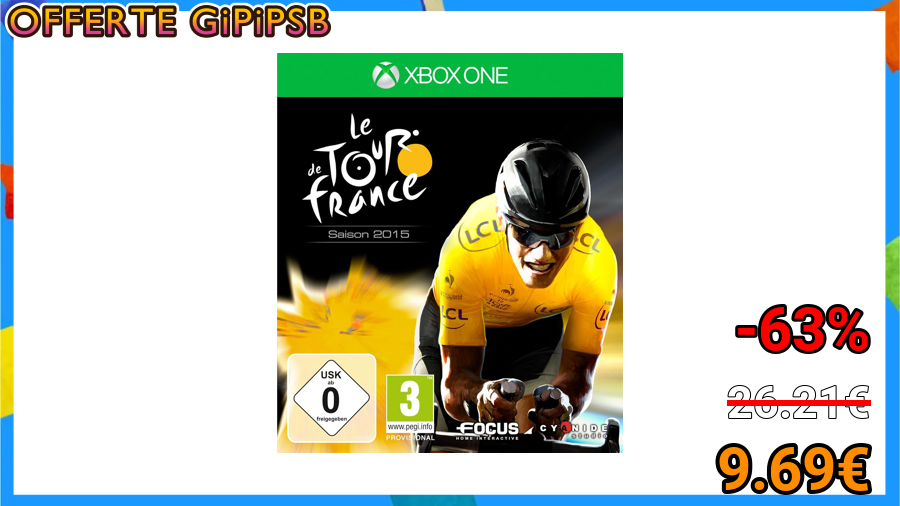 OFFERTE GiPiPSB
XBOX ONE
Le
de TOUR
france
Saison 2015
LCL
LCL
LCL
USK
ab
0
freigegeben
3
www.pegi.info
PROVISIONAL
FOCUS
HOME INTERACTIVE
CYANIDE
studio
-63%
26.21€
9.69€